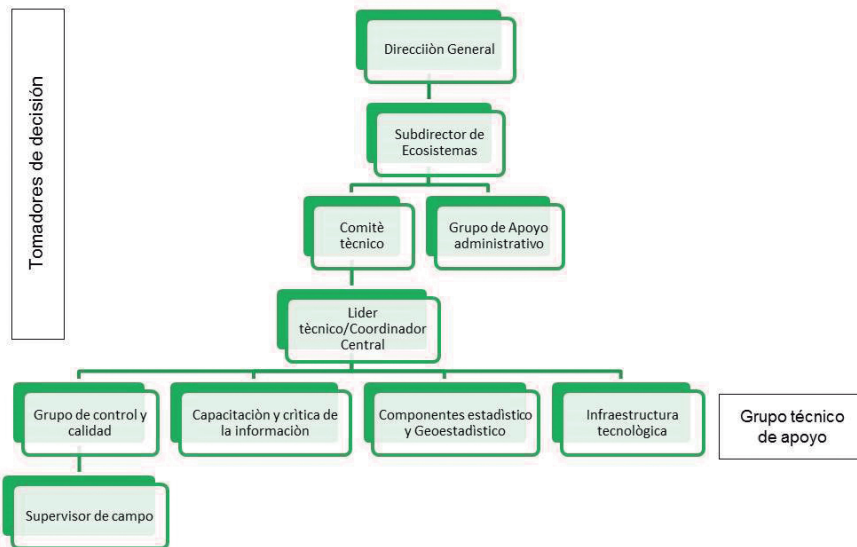 Tomadores de decisión
Direcciiòn General
Subdirector de
Ecosistemas
Comitè
tècnico
Grupo de Apoyo
administrativo
Lider
tècnico/Coordinador
Central
Grupo de control y
calidad
Capacitaciòn y crìtica de
la informaciòn
Componentes estadìstico
y Geoestadìstico
Infraestructura
tecnològica
Grupo técnico
de apoyo
Supervisor de campo